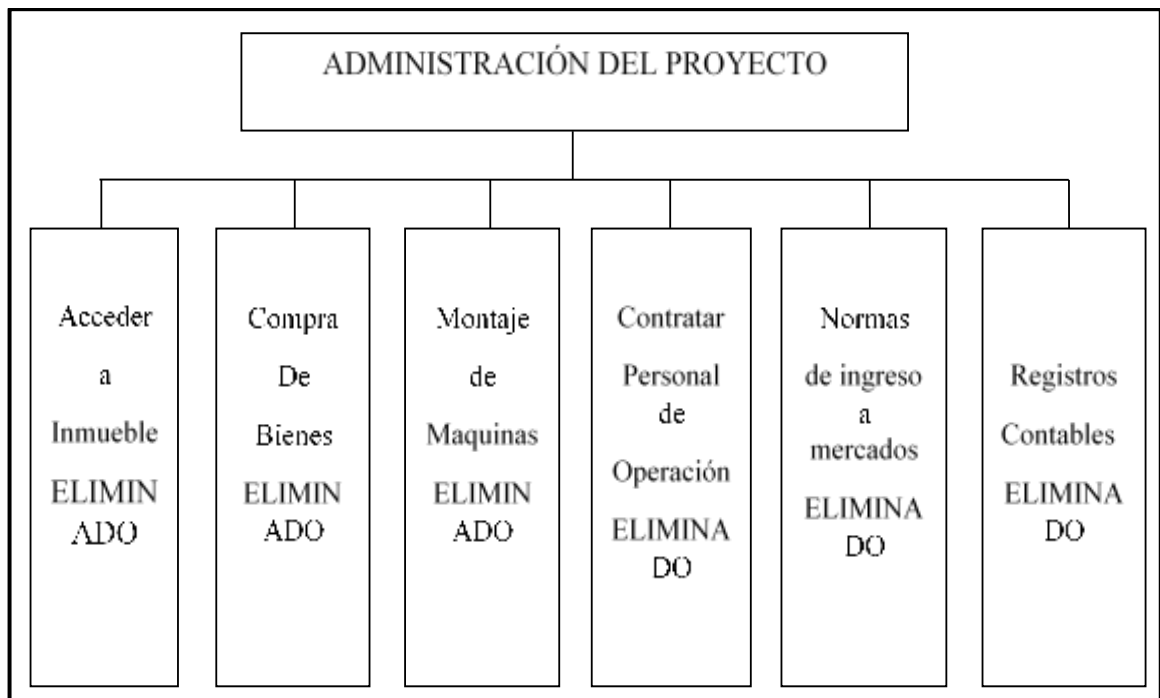 ADMINISTRACIÓN DEL PROYECTO
Acceder
a
Inmueble
ELIMIN
ADO
Compra
De
Bienes
ELIMIN
ADO
Montaje
de
Maquinas
ELIMIN
ADO
Contratar
Personal
de
Operación
ELIMINA
DO
Normas
de ingreso
a
mercados
ELIMINA
DO
Registros
Contables
ELIMINA
DO